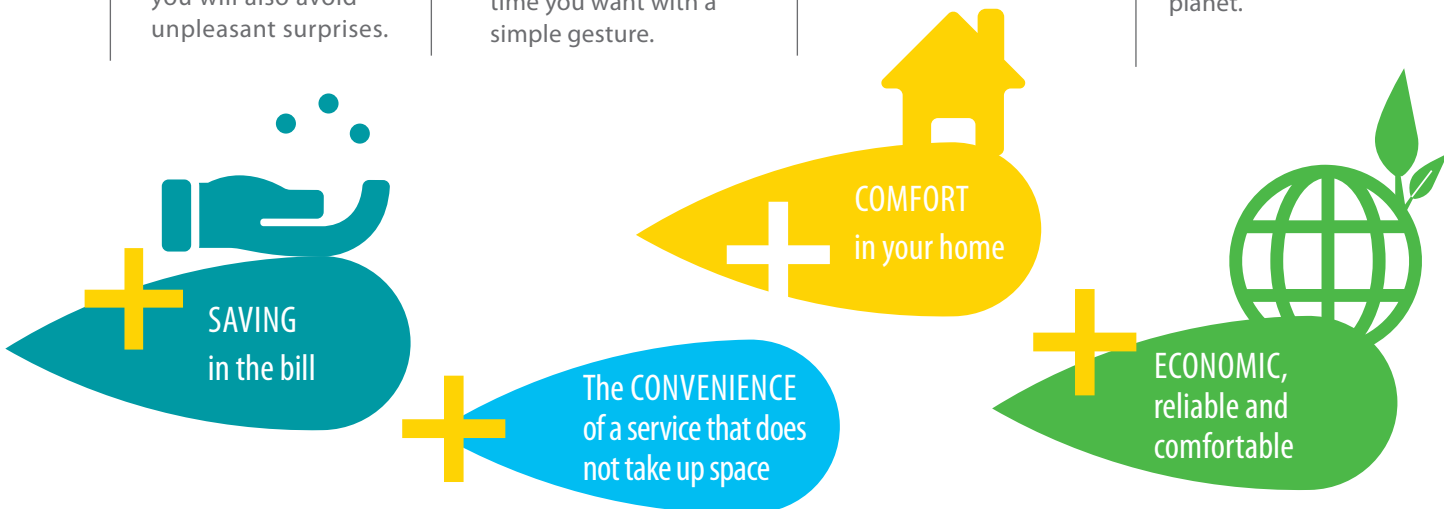 you will also avoid
unpleasant surprises.
time you want with a
simple gesture.
planet.
SAVING
in the bill
The CONVENIENCE
of a service that does
not take up space
COMFORT
in your home
ECONOMIC,
reliable and
comfortable